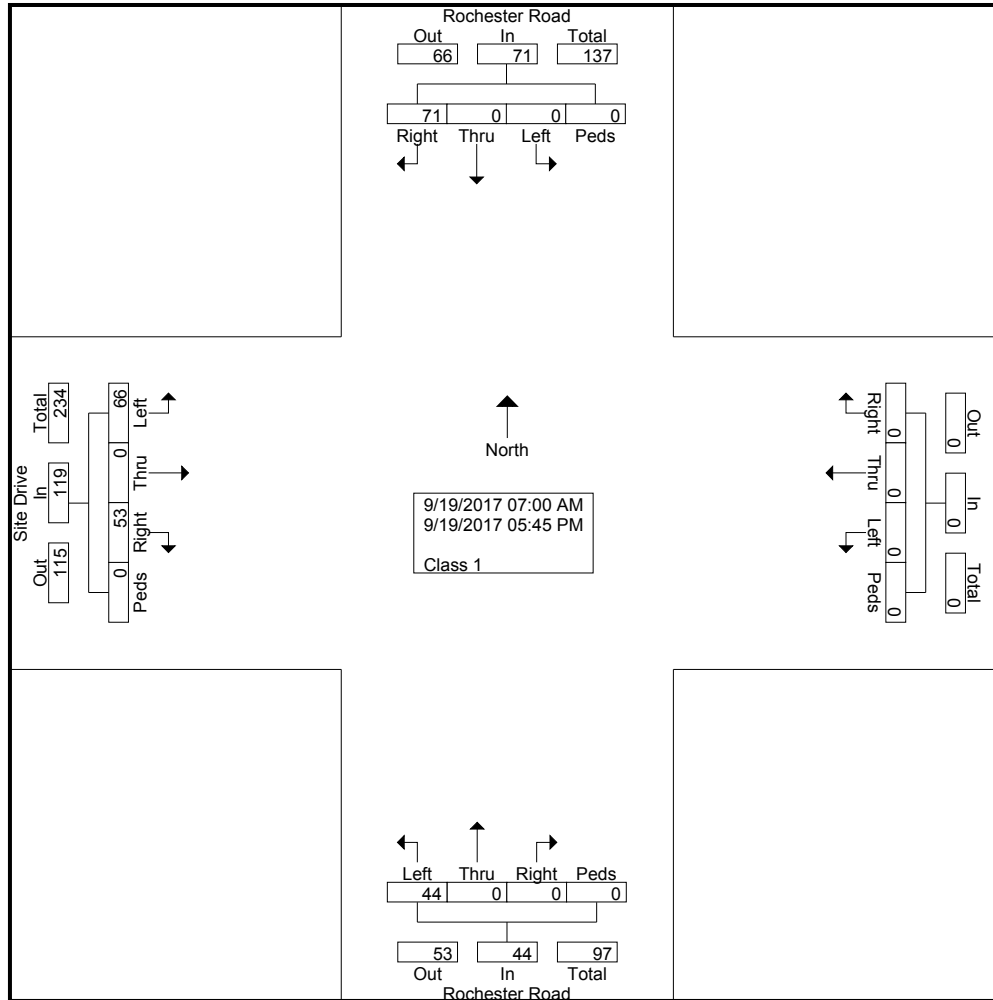 Rochester Road
Out In Total
66 71 137
71 0 0 0
Right Thru Left Peds
Total In Out
234 119 115
Site Drive
66 0 53 0
Left Thru Right Peds
North
9/19/2017 07:00 AM
9/19/2017 05:45 PM
Class 1
Right Thru Left Peds
0 0 0 0
Out In Total
0 0 0
Left Thru Right Peds
44 0 0 0
53 44 97
Out In Total
Rochester Road